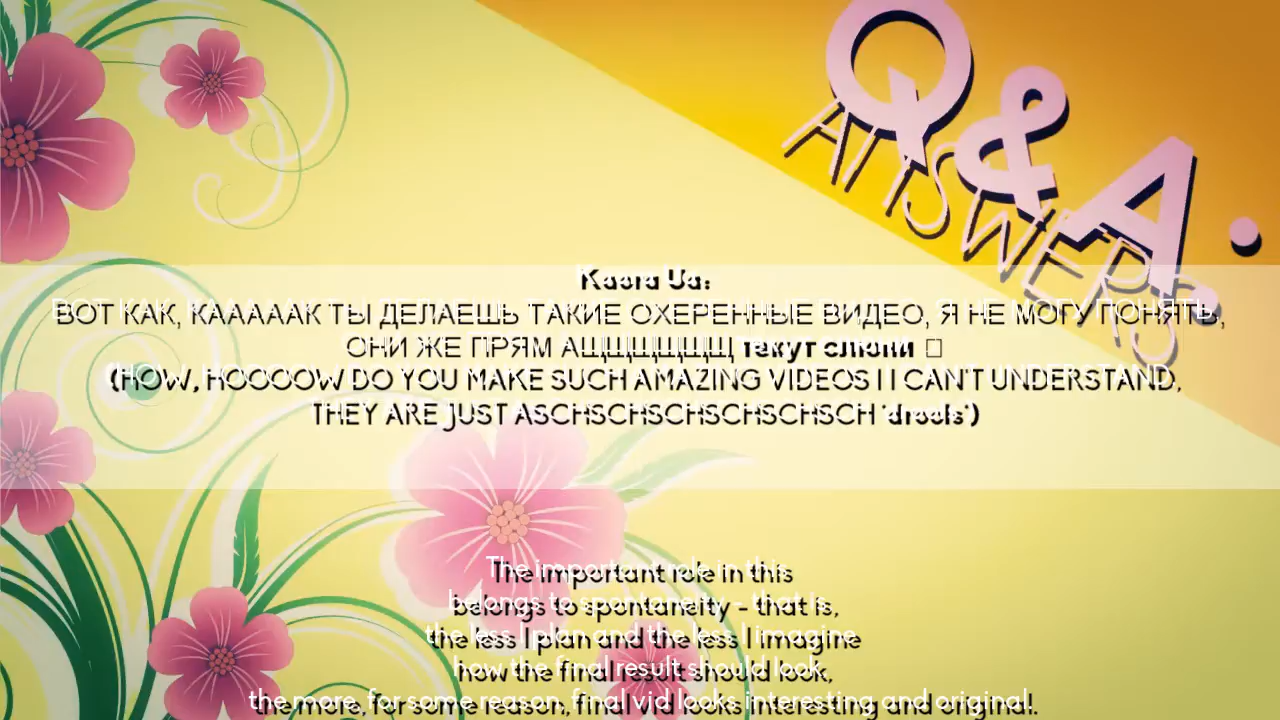 Q & A.
ANSWERS
Kaora Ua:
ВОТ КАК, КАААААК ТЫ ДЕЛАЕШЬ ТАКИЕ ОХЕРЕННЫЕ ВИДЕО, Я НЕ МОГУ ПОНЯТЬ,
ОНИ ЖЕ ПРЯМ АЩЩЩЩЩЩ текут слюни
(HOW, HOOOOW DO YOU MAKE SUCH AMAZING VIDEOS I I CAN'T UNDERSTAND,
THEY ARE JUST ASCHSCHSCHSCHSCHSCH *drools*)
The important role in this
belongs to spontaneity - that is,
the less I plan and the less I imagine
how the final result should look,
the more, for some reason, final vid looks interesting and original.